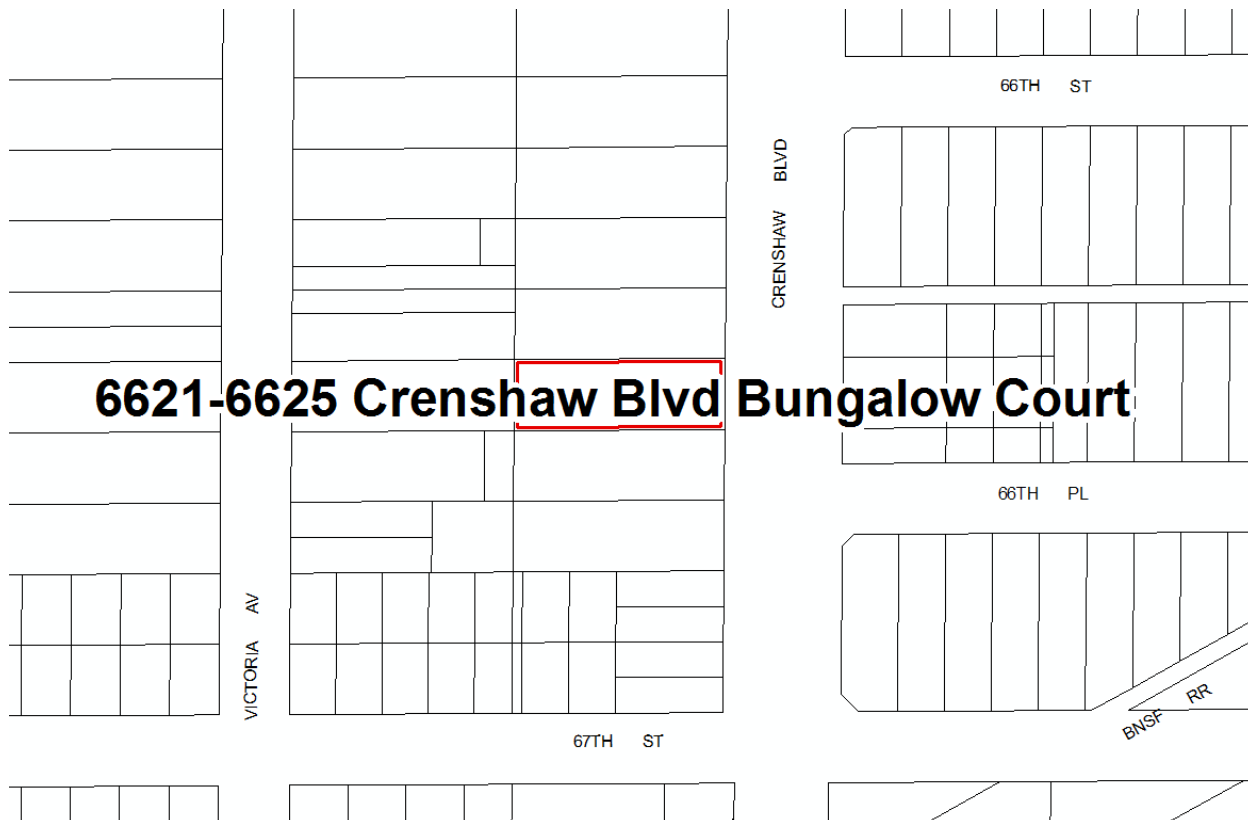 66TH ST
CRENSHAW BLVD
6621-6625 Crenshaw Blvd Bungalow Court
66TH PL
VICTORIA AV
BNSF RR
67TH ST